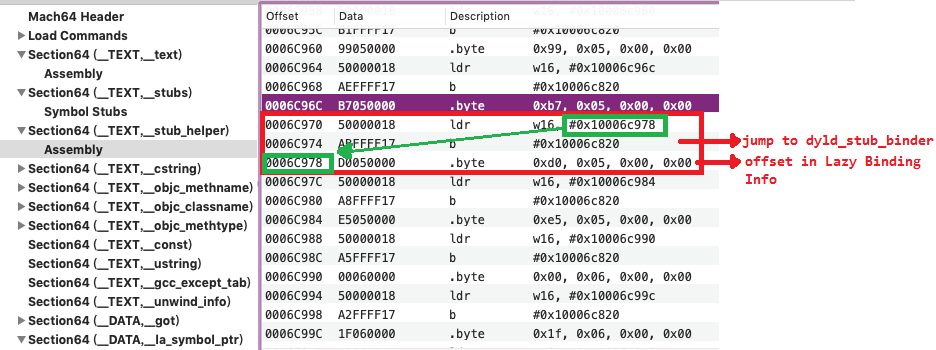 Mach64 Header
Load Commands
Section64 (__TEXT,__text)
Assembly
Section64 (__TEXT,__stubs)
Symbol Stubs
Section64 (__TEXT,__stub_helper)
Assembly
Section64 (__TEXT,__cstring)
Section64 (__TEXT,__objc_methname)
Section64 (__TEXT,__objc_classname)
Section64 (__TEXT,__objc_methtype)
Section64 (__TEXT,__const)
Section64 (__TEXT,__ustring)
Section64 (__TEXT,__gcc_except_tab)
Section64 (__TEXT,__unwind_info)
Section64 (__DATA,__got)
Section64 (__DATA,__la_symbol_ptr)
Offset Data Description
0006C95C B1FFFF17 b #0x10006c820
0006C960 99050000 .byte #0x99, 0x05, 0x00, 0x00
0006C964 50000018 ldr w16, #0x10006c96c
0006C968 AEFFFF17 b #0x10006c820
0006C96C B7050000 .byte #0xb7, 0x05, 0x00, 0x00
0006C970 50000018 ldr w16, #0x10006c978
0006C974 ABFFFF17 b #0x10006c820
0006C978 D0050000 .byte #0xd0, 0x05, 0x00, 0x00
0006C97C 50000018 ldr w16, #0x10006c984
0006C980 A8FFFF17 b #0x10006c820
0006C984 E5050000 .byte #0xe5, 0x05, 0x00, 0x00
0006C988 50000018 ldr w16, #0x10006c990
0006C98C A5FFFF17 b #0x10006c820
0006C990 00060000 .byte #0x00, 0x06, 0x00, 0x00
0006C994 50000018 ldr w16, #0x10006c99c
0006C998 A2FFFF17 b #0x10006c820
0006C99C 1F060000 .byte #0x1f, 0x06, 0x00, 0x00
jump to dyld_stub_binder
offset in Lazy Binding
Info